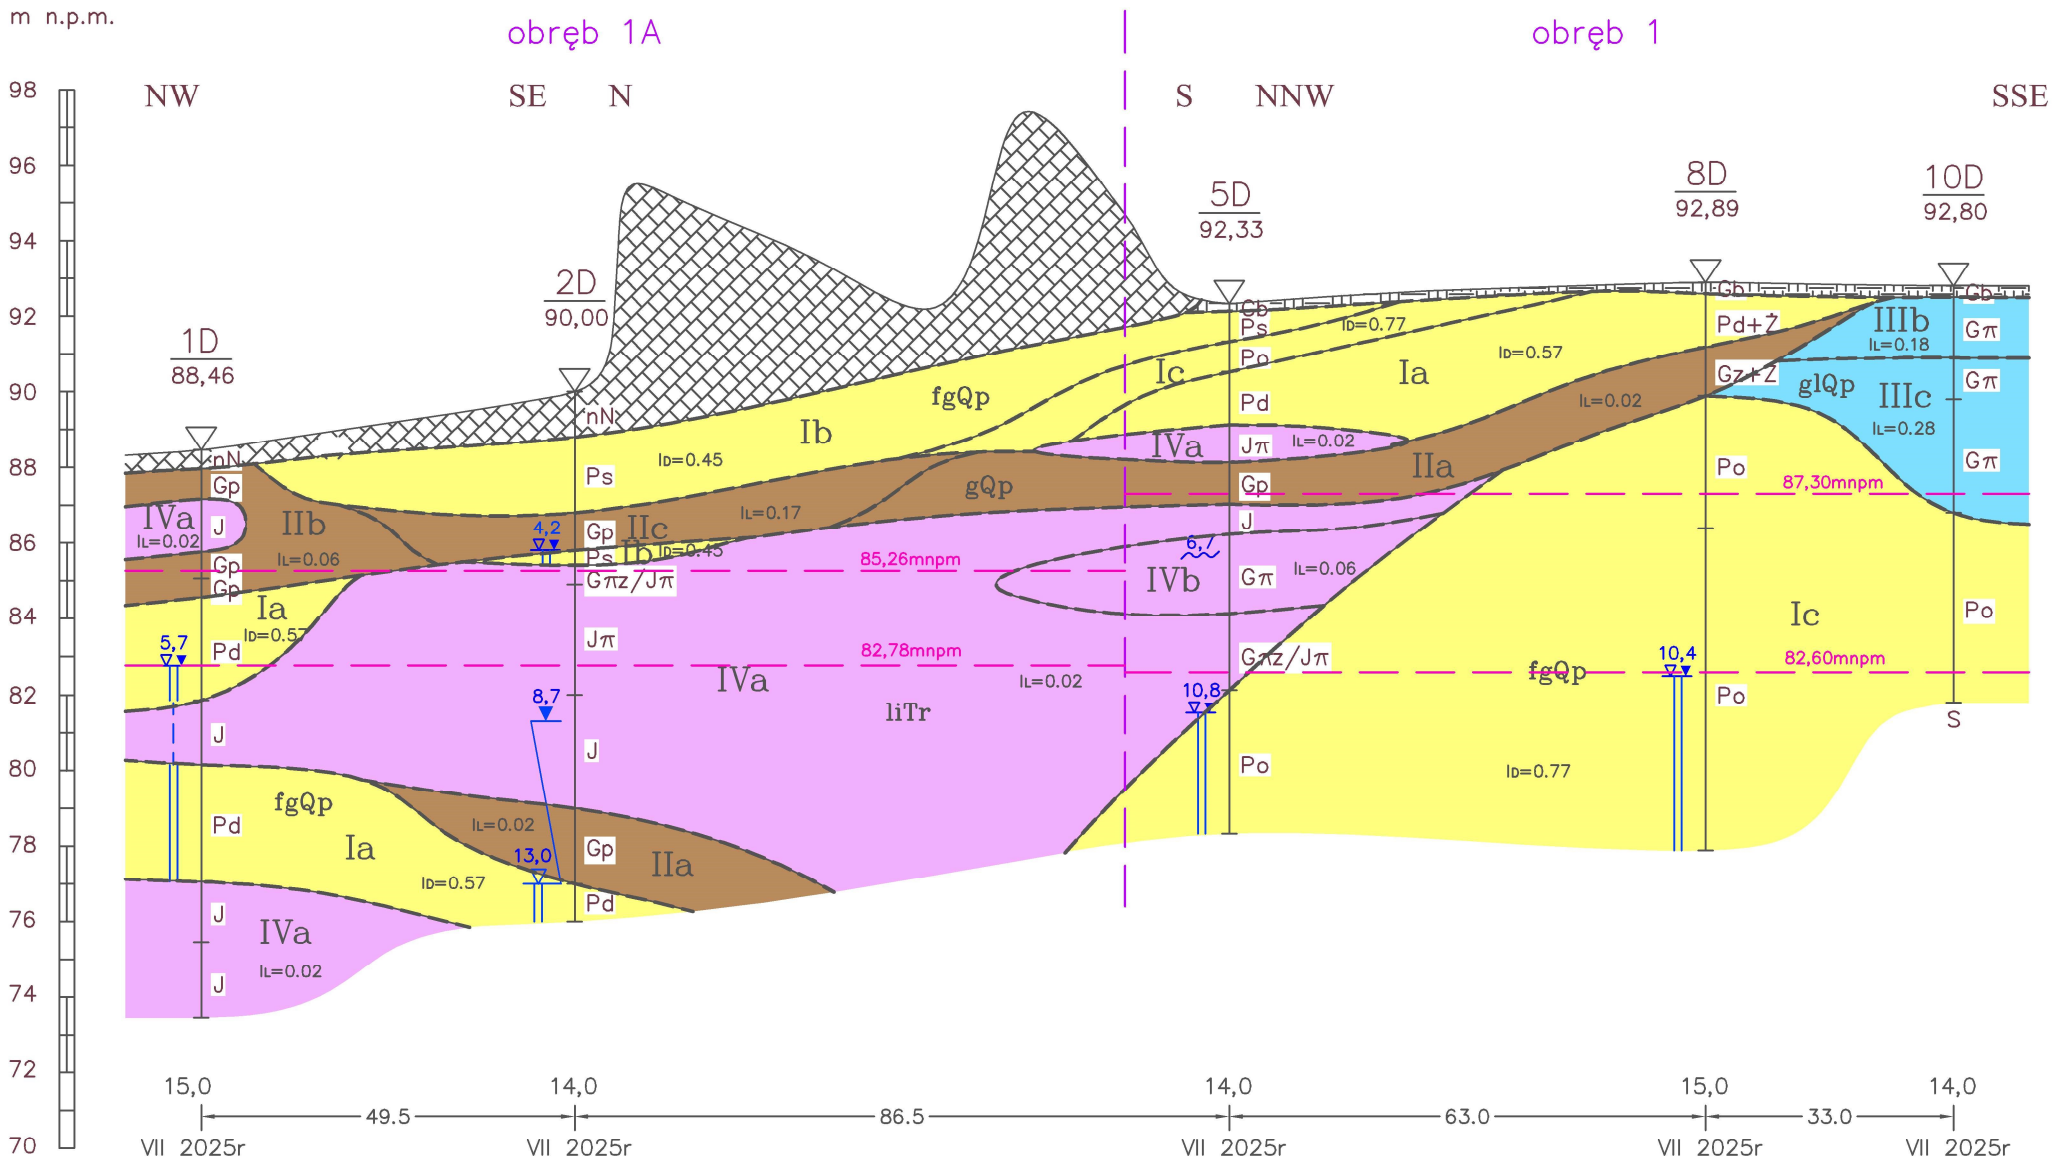 m n.p.m.
obręb 1A
obręb 1
98
NW
SE
N
S
NNW
SSE
96
94
92
90
88
86
84
82
80
78
76
74
72
70
1D
88,46
2D
90,00
5D
92,33
8D
92,89
10D
92,80
nN
Gp
J
Gp
Gp
Pd
J
Pd
J
J
IVa
IL=0.02
IIb
IL=0.06
Ia
ID=0.57
5,7
fgQp
Ia
ID=0.57
IVa
IL=0.02
nN
Ps
Gp
Ps
Gπz/Jπ
Jπ
J
Gp
Pd
4,2
8,7
13,0
IIc
IL=0.17
Ib
ID=0.45
Ib
ID=0.45
fgQp
gQp
85,26mnpm
82,78mnpm
IVa
IL=0.02
liTr
IL=0.02
IIa
Gb
Ps
Po
Pd
Jπ
Gp
J
Gπ
Gπz/Jπ
Po
Ic
ID=0.77
ID=0.57
Ia
IVa
IL=0.02
IIa
IL=0.02
6,7
IVb
IL=0.06
10,8
Gb
Pd+Ż
Gz+Ż
Po
Po
87,30mnpm
82,60mnpm
Ic
fgQp
10,4
ID=0.77
Gb
Gπ
Gπ
Gπ
Po
S
IIIb
IL=0.18
glQp
IIIc
IL=0.28
15,0
14,0
14,0
15,0
14,0
49.5
86.5
63.0
33.0
VII 2025r
VII 2025r
VII 2025r
VII 2025r
VII 2025r